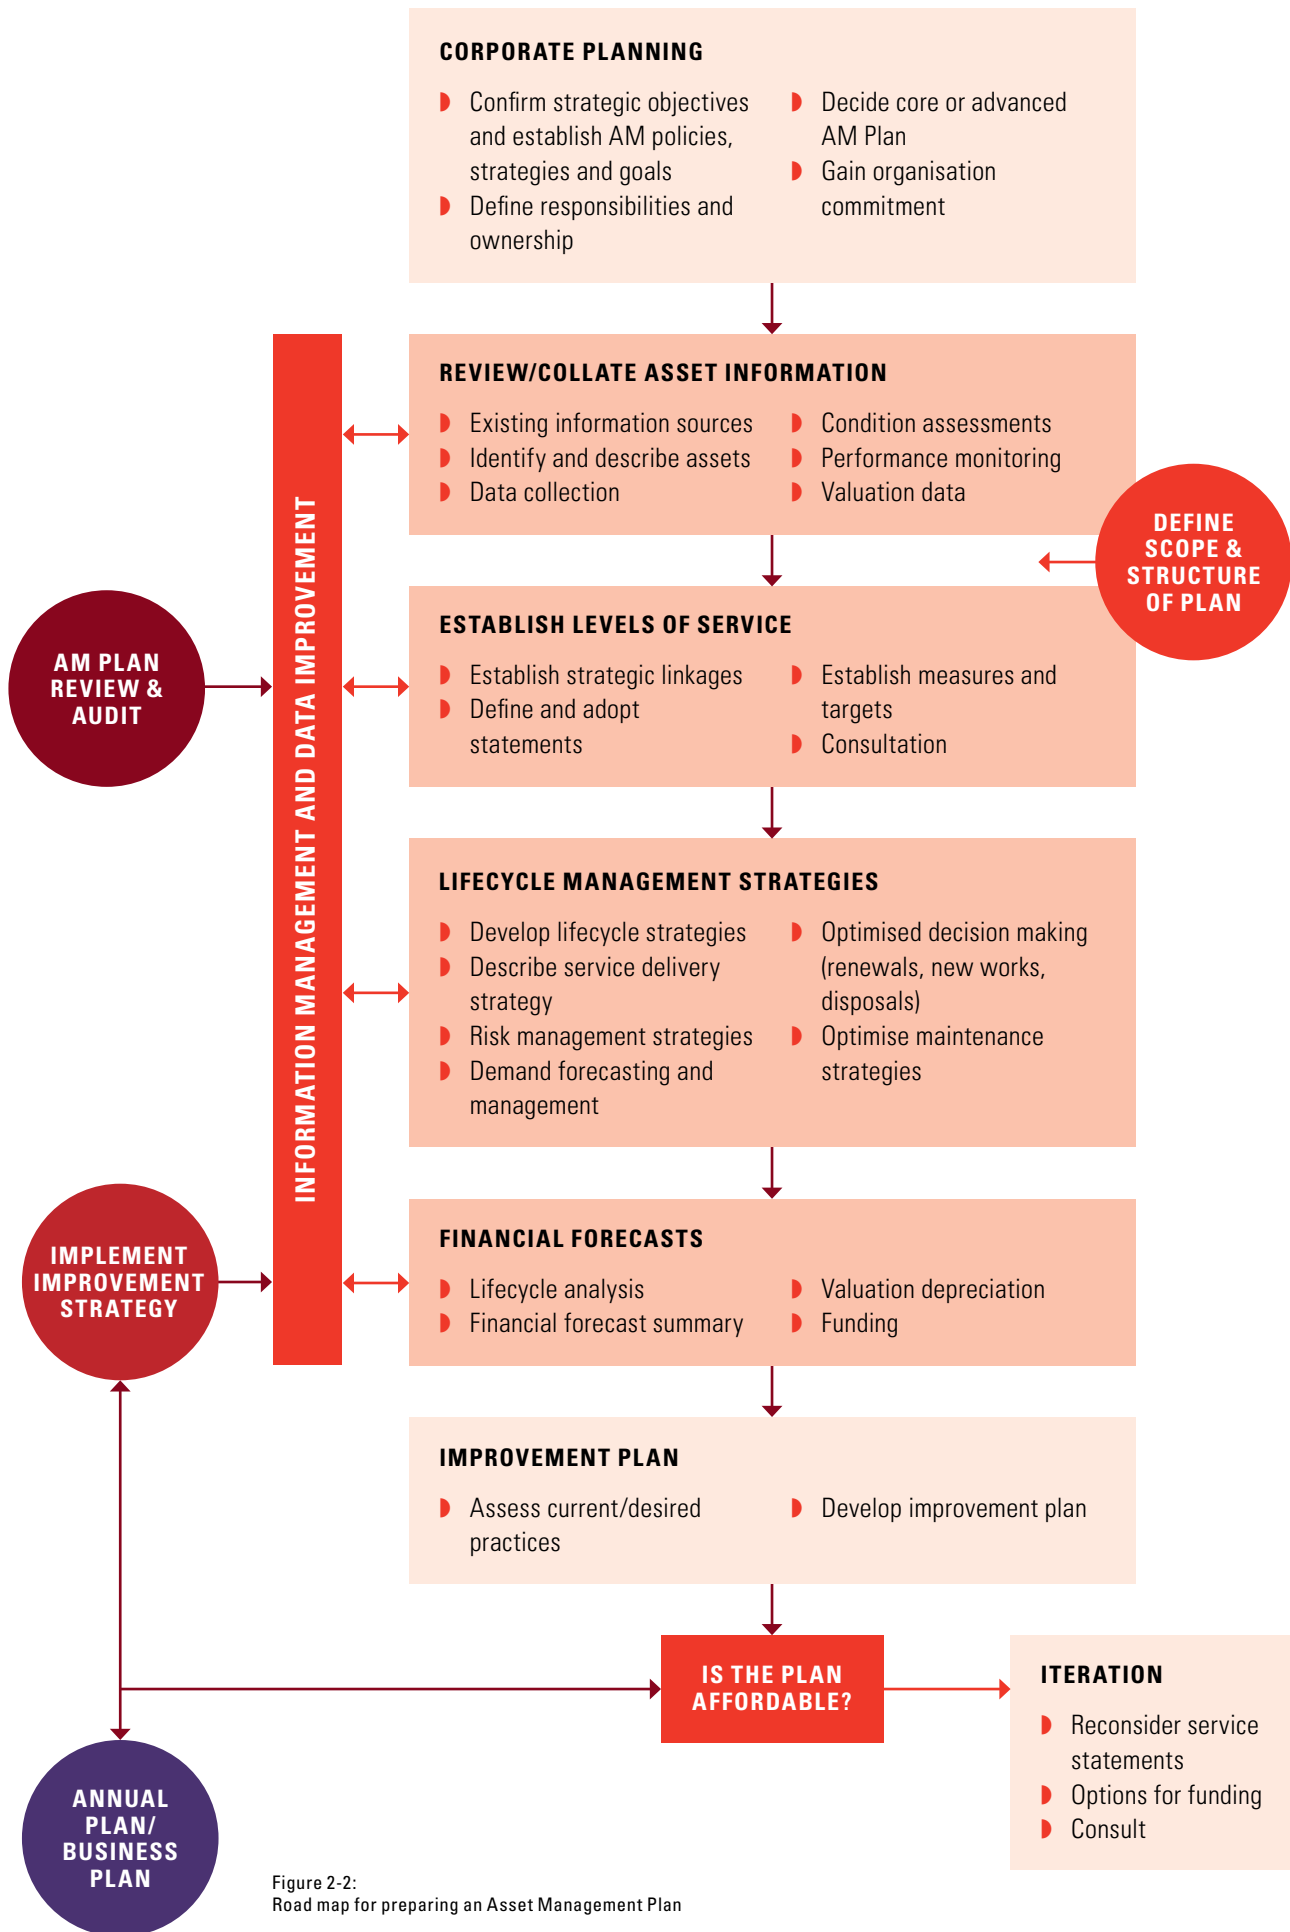 CORPORATE PLANNING
Confirm strategic objectives
and establish AM policies,
strategies and goals
Define responsibilities and
ownership
Decide core or advanced
AM Plan
Gain organisation
commitment
INFORMATION MANAGEMENT AND DATA IMPROVEMENT
REVIEW/COLLATE ASSET INFORMATION
Existing information sources
Identify and describe assets
Data collection
Condition assessments
Performance monitoring
Valuation data
DEFINE
SCOPE &
STRUCTURE
OF PLAN
AM PLAN
REVIEW &
AUDIT
ESTABLISH LEVELS OF SERVICE
Establish strategic linkages
Define and adopt
statements
Establish measures and
targets
Consultation
LIFECYCLE MANAGEMENT STRATEGIES
Develop lifecycle strategies
Describe service delivery
strategy
Risk management strategies
Demand forecasting and
management
Optimised decision making
(renewals, new works,
disposals)
Optimise maintenance
strategies
IMPLEMENT
IMPROVEMENT
STRATEGY
FINANCIAL FORECASTS
Lifecycle analysis
Financial forecast summary
Valuation depreciation
Funding
IMPROVEMENT PLAN
Assess current/desired
practices
Develop improvement plan
IS THE PLAN
AFFORDABLE?
ITERATION
Reconsider service
statements
Options for funding
Consult
ANNUAL
PLAN/
BUSINESS
PLAN
Figure 2-2:
Road map for preparing an Asset Management Plan